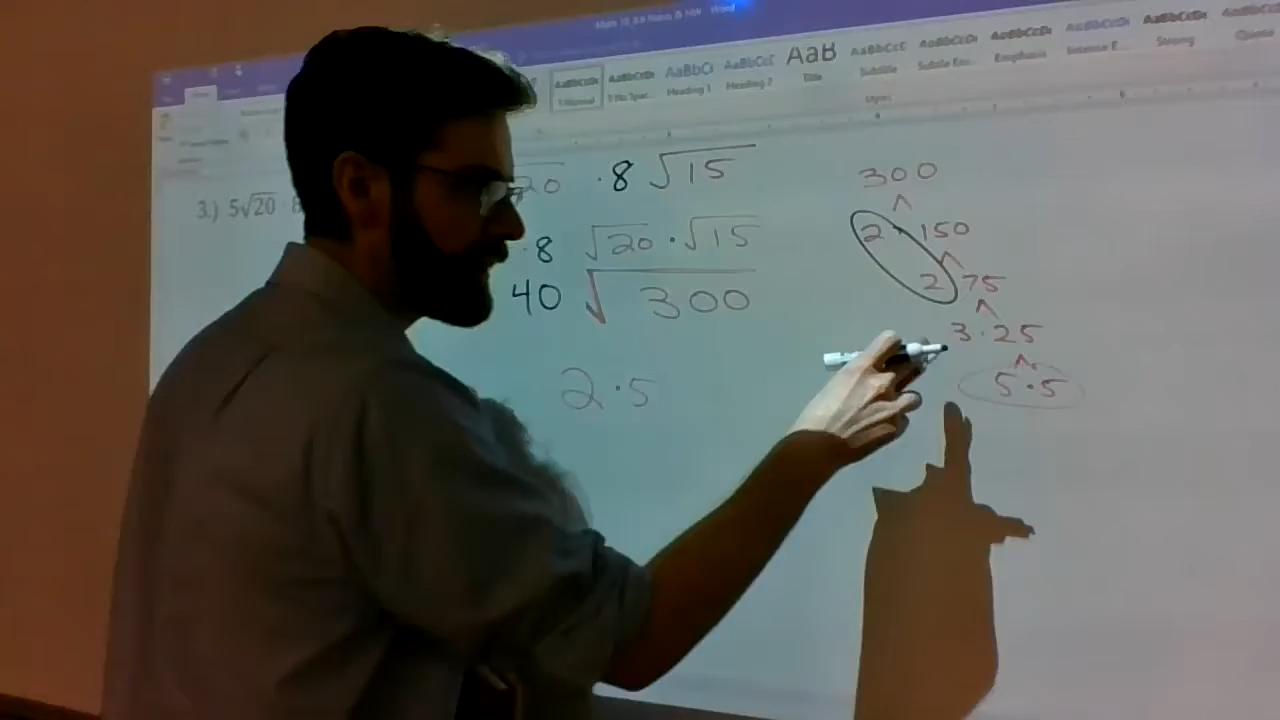 AaBbCcDc AaBbCcDc AaBbCc AaBbCcC AaB AaBbCcC AaBbCcDc AaBbCcDc AaBbCcDc AaBbCcDc
Heading 1 Heading 2 Title Subtitle Emphasis Strong
3.) 5√20 · 8
20 · 8 √15
· 8 √20 · √15
40 √300
2 · 5
300
2 · 150
2 75
3 · 25
5 · 5